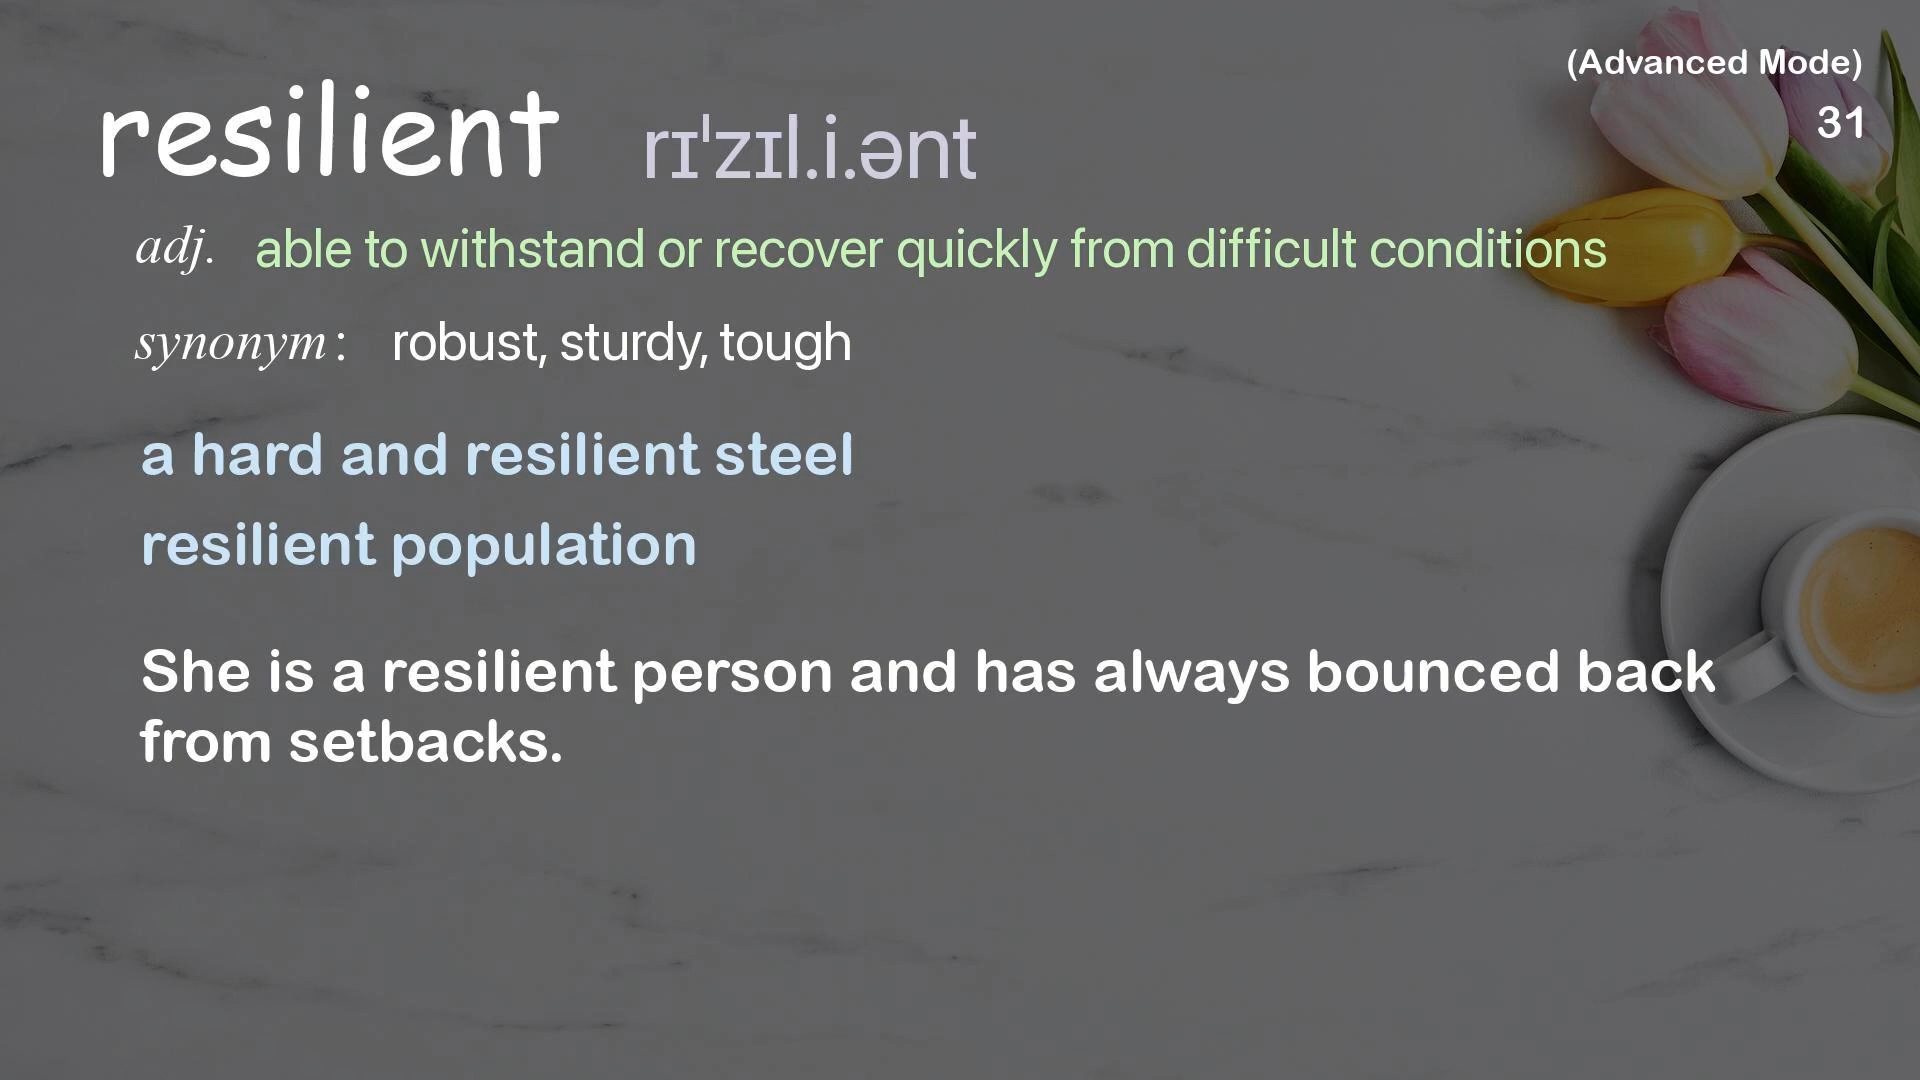 (Advanced Mode)
31
resilient rɪˈzɪl.i.ənt
adj. able to withstand or recover quickly from difficult conditions
synonym: robust, sturdy, tough
a hard and resilient steel
resilient population
She is a resilient person and has always bounced back
from setbacks.